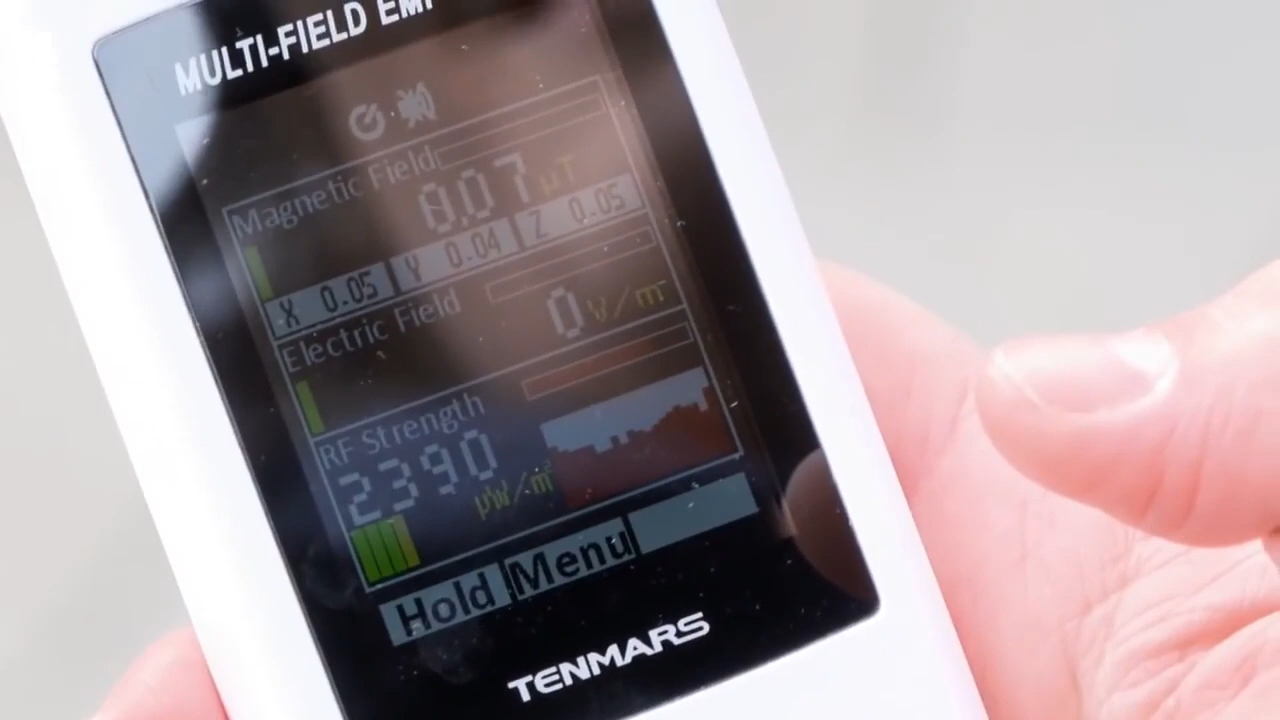 MULTI-FIELD EMF
Magnetic Field
0.07 µT
X 0.05 Y 0.04 Z 0.05
Electric Field
0 V/m
RF Strength
2390
µW/m²
Hold Menu
TENMARS